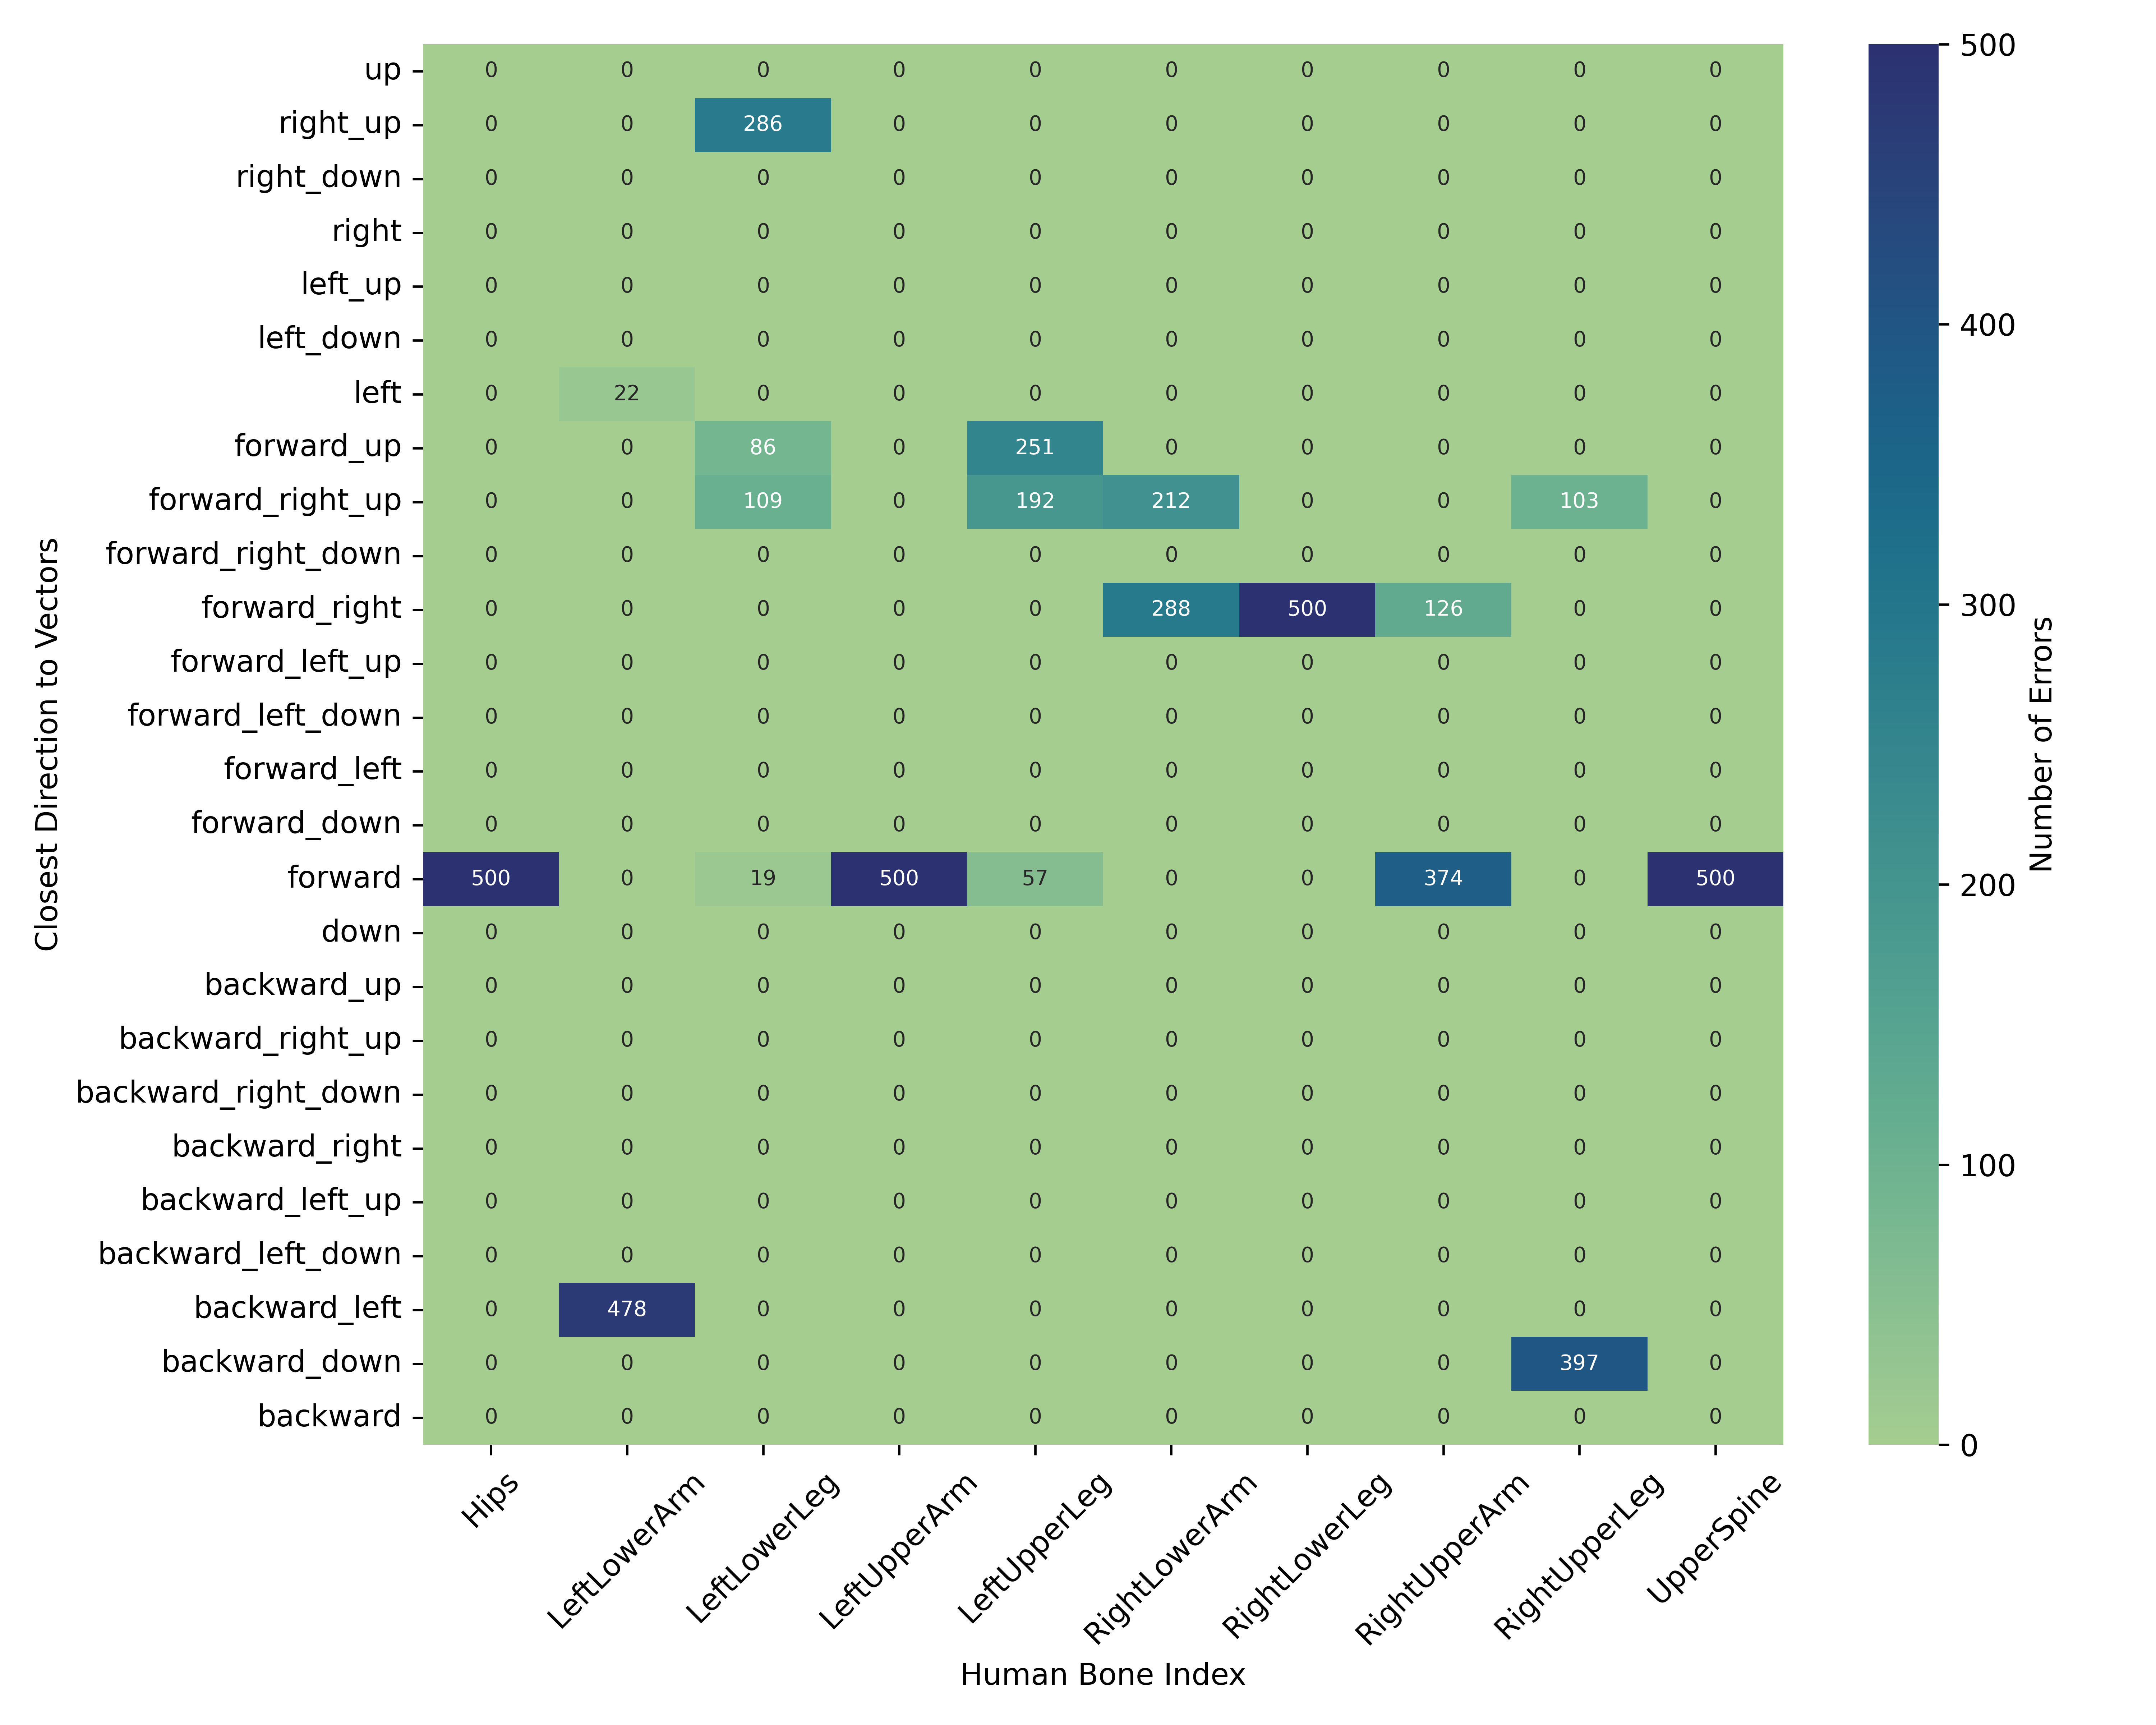 up 0 0 0 0 0 0 0 0 0 0
right_up 0 0 286 0 0 0 0 0 0 0
right_down 0 0 0 0 0 0 0 0 0 0
right 0 0 0 0 0 0 0 0 0 0
left_up 0 0 0 0 0 0 0 0 0 0
left_down 0 0 0 0 0 0 0 0 0 0
left 0 22 0 0 0 0 0 0 0 0
forward_up 0 0 86 0 251 0 0 0 0 0
forward_right_up 0 0 109 0 192 212 0 0 103 0
forward_right_down 0 0 0 0 0 0 0 0 0 0
forward_right 0 0 0 0 0 288 500 126 0 0
forward_left_up 0 0 0 0 0 0 0 0 0 0
forward_left_down 0 0 0 0 0 0 0 0 0 0
forward_left 0 0 0 0 0 0 0 0 0 0
forward_down 0 0 0 0 0 0 0 0 0 0
forward 500 0 19 500 57 0 0 374 0 500
down 0 0 0 0 0 0 0 0 0 0
backward_up 0 0 0 0 0 0 0 0 0 0
backward_right_up 0 0 0 0 0 0 0 0 0 0
backward_right_down 0 0 0 0 0 0 0 0 0 0
backward_right 0 0 0 0 0 0 0 0 0 0
backward_left_up 0 0 0 0 0 0 0 0 0 0
backward_left_down 0 0 0 0 0 0 0 0 0 0
backward_left 0 478 0 0 0 0 0 0 0 0
backward_down 0 0 0 0 0 0 0 0 397 0
backward 0 0 0 0 0 0 0 0 0 0
Hips LeftLowerArm LeftLowerLeg LeftUpperArm LeftUpperLeg RightLowerArm RightLowerLeg RightUpperArm RightUpperLeg UpperSpine
Human Bone Index
Closest Direction to Vectors
500
400
300
200
100
0
Number of Errors